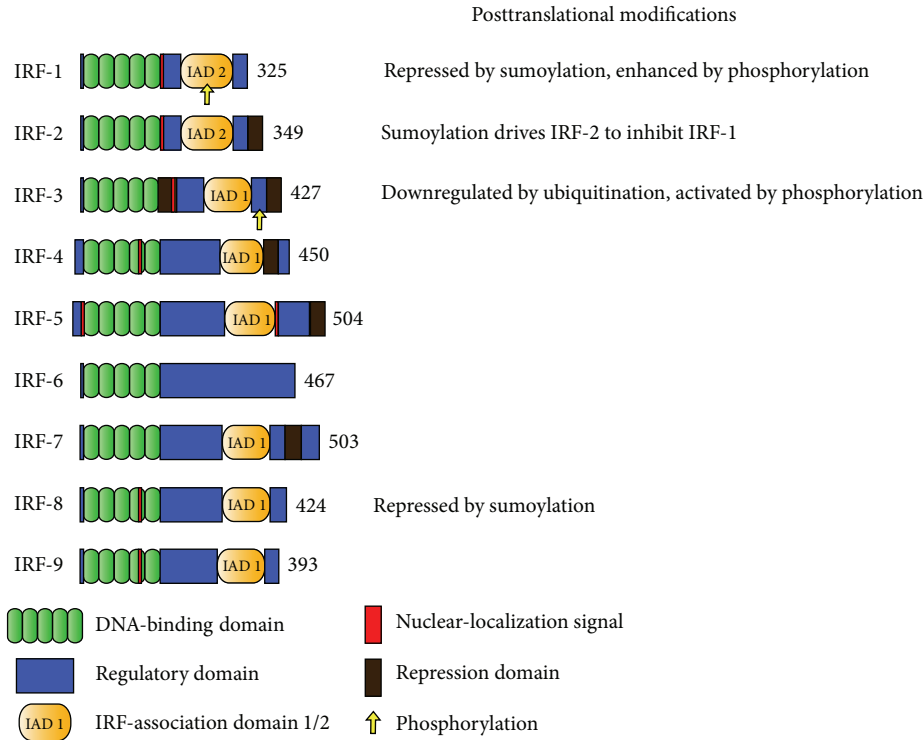 Posttranslational modifications
IRF-1 IAD 2 325 Repressed by sumoylation, enhanced by phosphorylation
IRF-2 IAD 2 349 Sumoylation drives IRF-2 to inhibit IRF-1
IRF-3 IAD 1 427 Downregulated by ubiquitination, activated by phosphorylation
IRF-4 IAD 1 450
IRF-5 IAD 1 504
IRF-6 467
IRF-7 IAD 1 503
IRF-8 IAD 1 424 Repressed by sumoylation
IRF-9 IAD 1 393
DNA-binding domain Nuclear-localization signal
Regulatory domain Repression domain
IAD 1 IRF-association domain 1/2 Phosphorylation